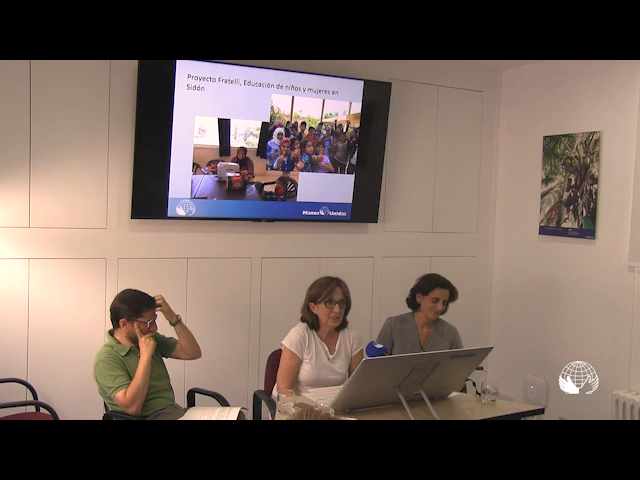 Proyecto Fratelli, Educación de niños y mujeres en
Sidón
Manos Unidas